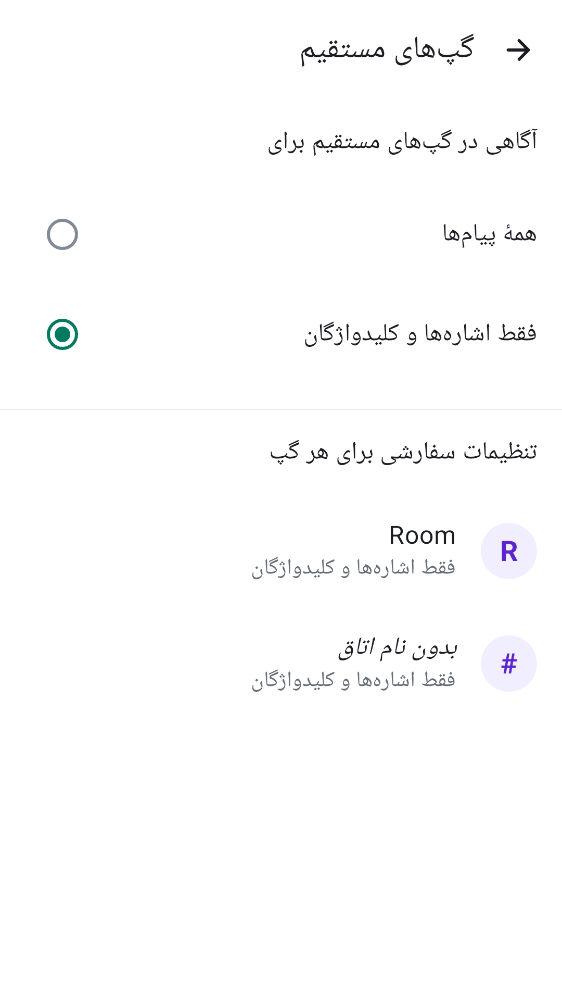 گپ‌های مستقیم
آگاهی در گپ‌های مستقیم برای
همهٔ پیام‌ها
فقط اشاره‌ها و کلیدواژگان
تنظیمات سفارشی برای هر گپ
R
Room
فقط اشاره‌ها و کلیدواژگان
#
بدون نام اتاق
فقط اشاره‌ها و کلیدواژگان